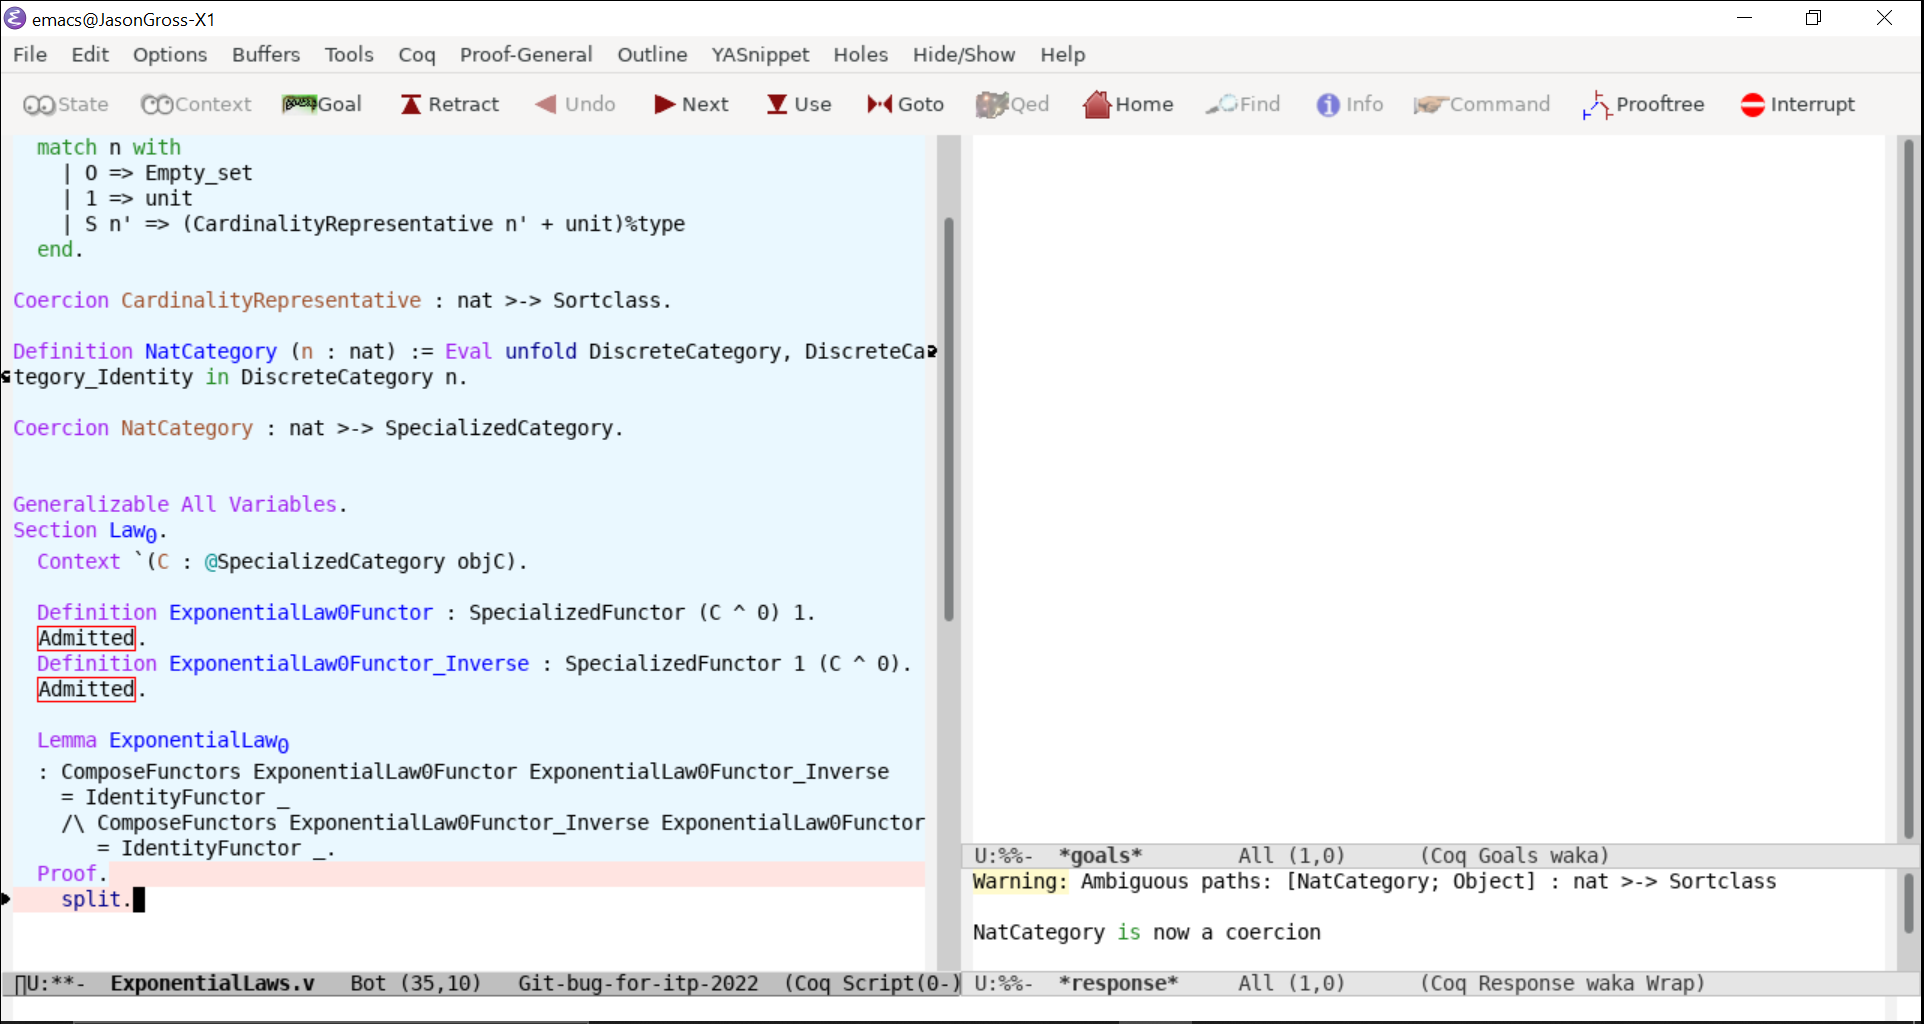 emacs@JasonGross-X1
File Edit Options Buffers Tools Coq Proof-General Outline YASnippet Holes Hide/Show Help
State Context Goal Retract Undo Next Use Goto Qed Home Find Info Command Prooftree Interrupt
match n with
| O => Empty_set
| 1 => unit
| S n' => (CardinalityRepresentative n' + unit)%type
end.
Coercion CardinalityRepresentative : nat >-> Sortclass.
Definition NatCategory (n : nat) := Eval unfold DiscreteCategory, DiscreteCa
tegory_Identity in DiscreteCategory n.
Coercion NatCategory : nat >-> SpecializedCategory.
Generalizable All Variables.
Section Law₀.
Context `(C : @SpecializedCategory objC).
Definition ExponentialLaw0Functor : SpecializedFunctor (C ^ 0) 1.
Admitted.
Definition ExponentialLaw0Functor_Inverse : SpecializedFunctor 1 (C ^ 0).
Admitted.
Lemma ExponentialLaw₀
: ComposeFunctors ExponentialLaw0Functor ExponentialLaw0Functor_Inverse
= IdentityFunctor _
/\ ComposeFunctors ExponentialLaw0Functor_Inverse ExponentialLaw0Functor
= IdentityFunctor _.
Proof.
split.
U:**- ExponentialLaws.v Bot (35,10) Git-bug-for-itp-2022 (Coq Script(0-)
U:%%- *goals* All (1,0) (Coq Goals waka)
Warning: Ambiguous paths: [NatCategory; Object] : nat >-> Sortclass
NatCategory is now a coercion
U:%%- *response* All (1,0) (Coq Response waka Wrap)